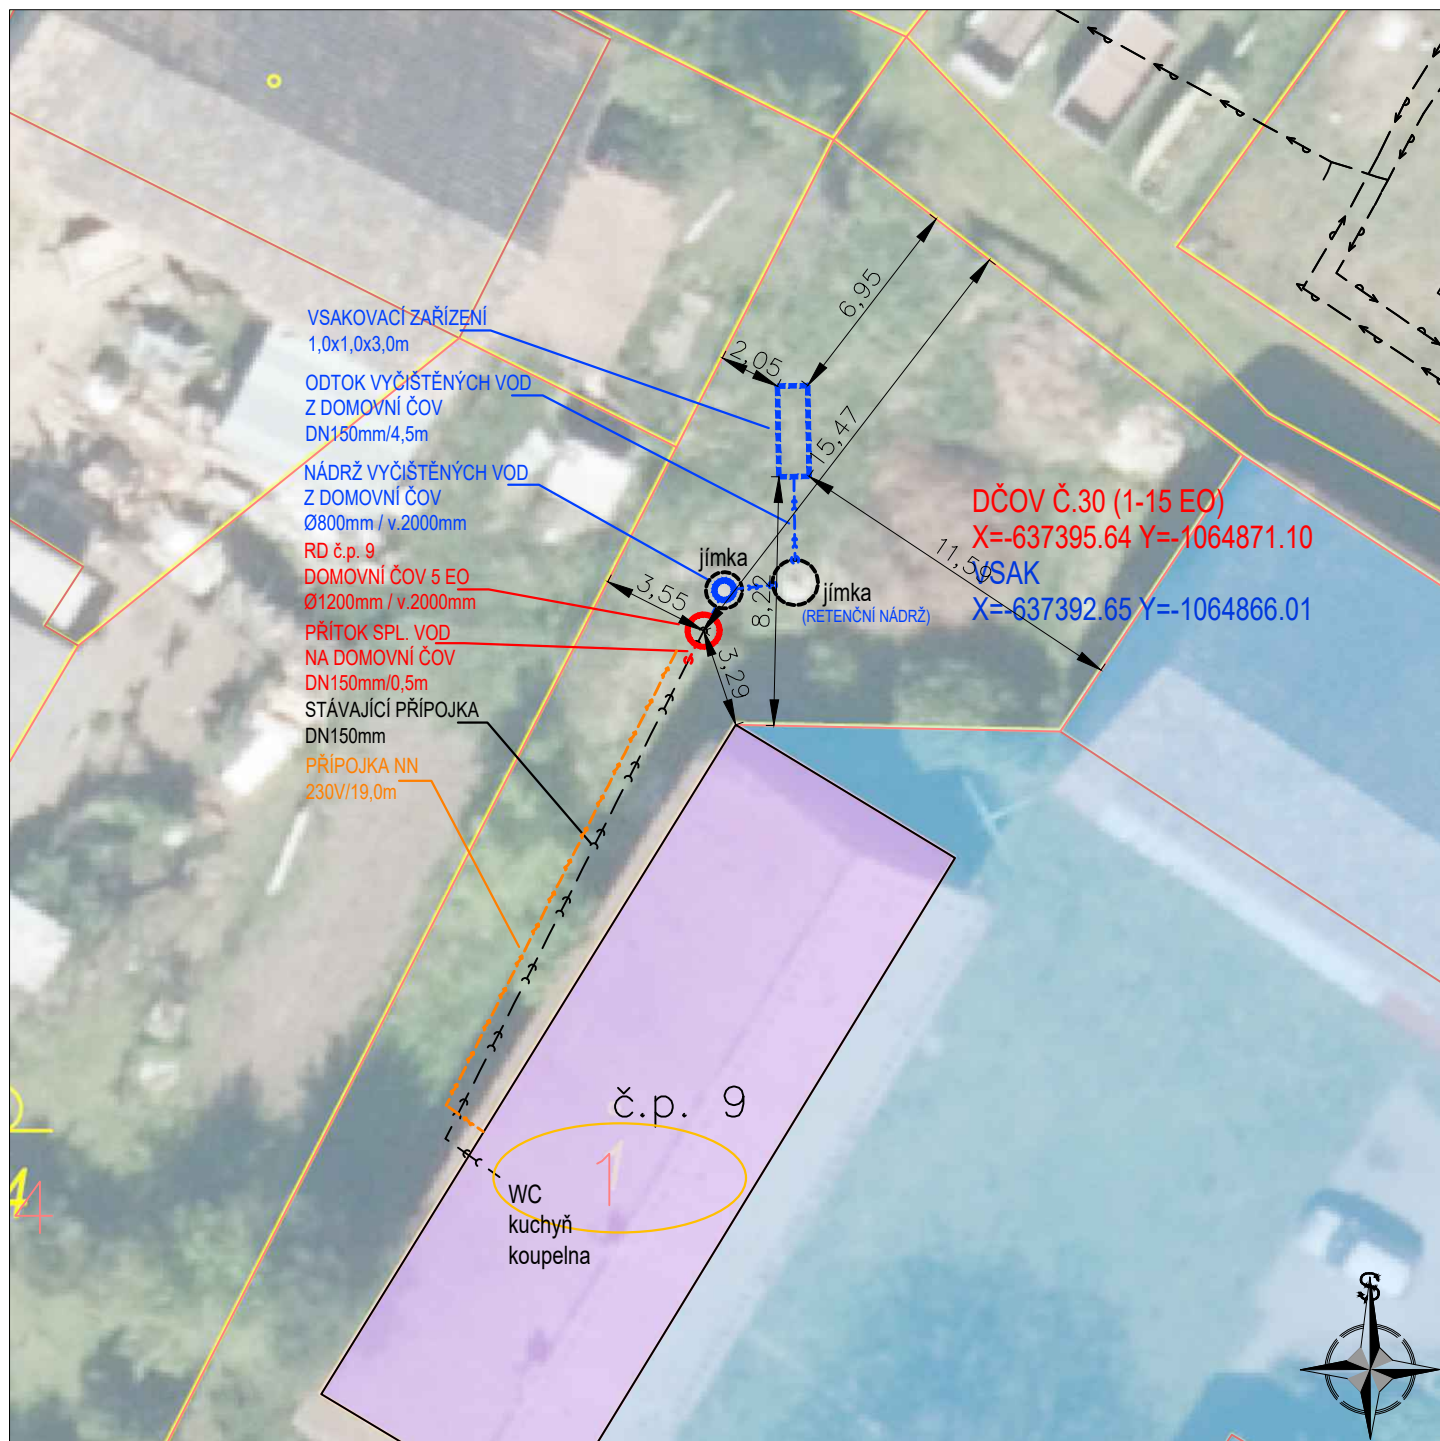 VSAKOVACÍ ZAŘÍZENÍ
1,0x1,0x3,0m
ODTOK VYČIŠTĚNÝCH VOD
Z DOMOVNÍ ČOV
DN150mm/4,5m
NÁDRŽ VYČIŠTĚNÝCH VOD
Z DOMOVNÍ ČOV
Ø800mm / v.2000mm
RD č.p. 9
DOMOVNÍ ČOV 5 EO
Ø1200mm / v.2000mm
PŘÍTOK SPL. VOD
NA DOMOVNÍ ČOV
DN150mm/0,5m
STÁVAJÍCÍ PŘÍPOJKA
DN150mm
PŘÍPOJKA NN
230V/19,0m
6,95
2,05
15,47
11,59
8,22
3,55
3,29
jímka
jímka
(RETENČNÍ NÁDRŽ)
DČOV Č.30 (1-15 EO)
X=-637395.64 Y=-1064871.10
VSAK
X=-637392.65 Y=-1064866.01
č.p. 9
1
WC
kuchyň
koupelna
4
S